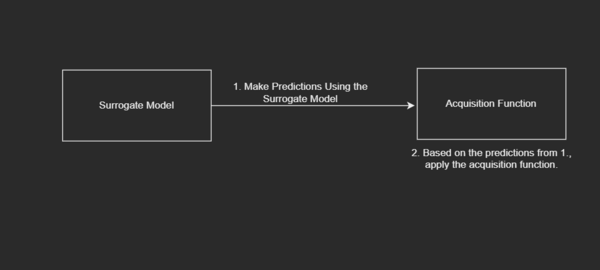 Surrogate Model
1. Make Predictions Using the
Surrogate Model
Acquisition Function
2. Based on the predictions from 1.,
apply the acquisition function.